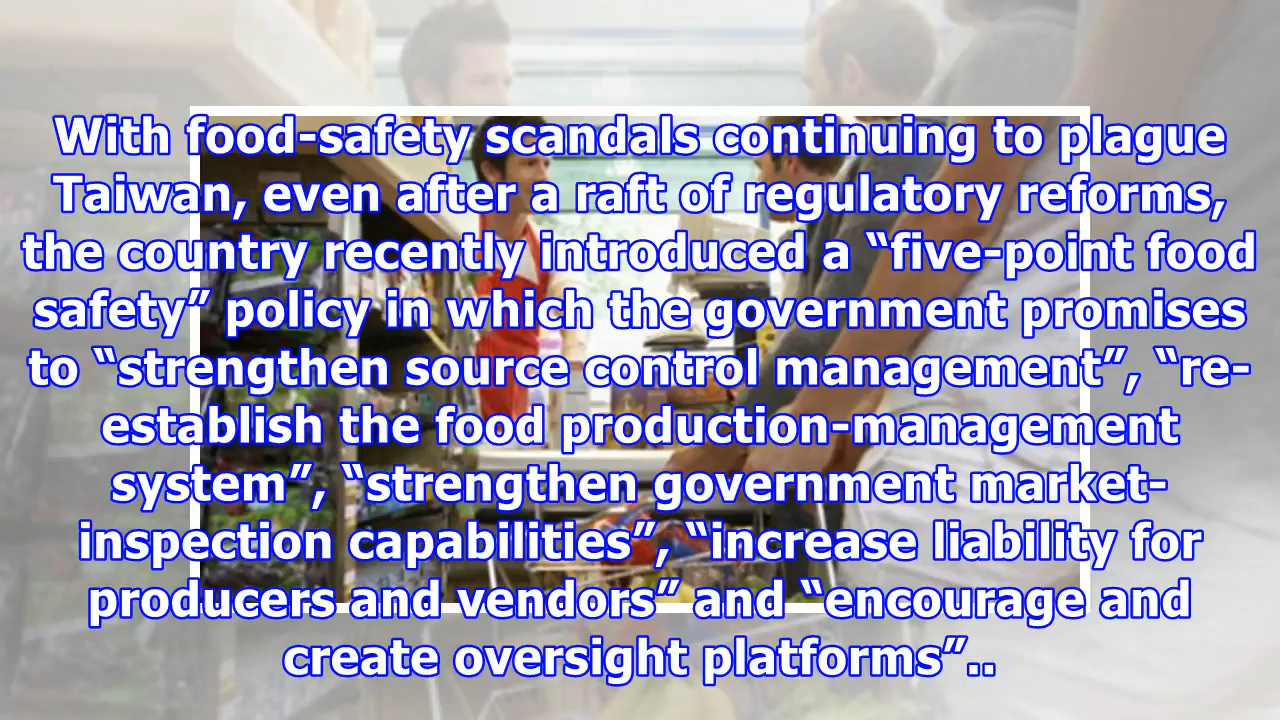 With food-safety scandals continuing to plague
Taiwan, even after a raft of regulatory reforms,
the country recently introduced a “five-point food
safety” policy in which the government promises
to “strengthen source control management”, “re-
establish the food production-management
system”, “strengthen government market-
inspection capabilities”, “increase liability for
producers and vendors” and “encourage and
create oversight platforms”..